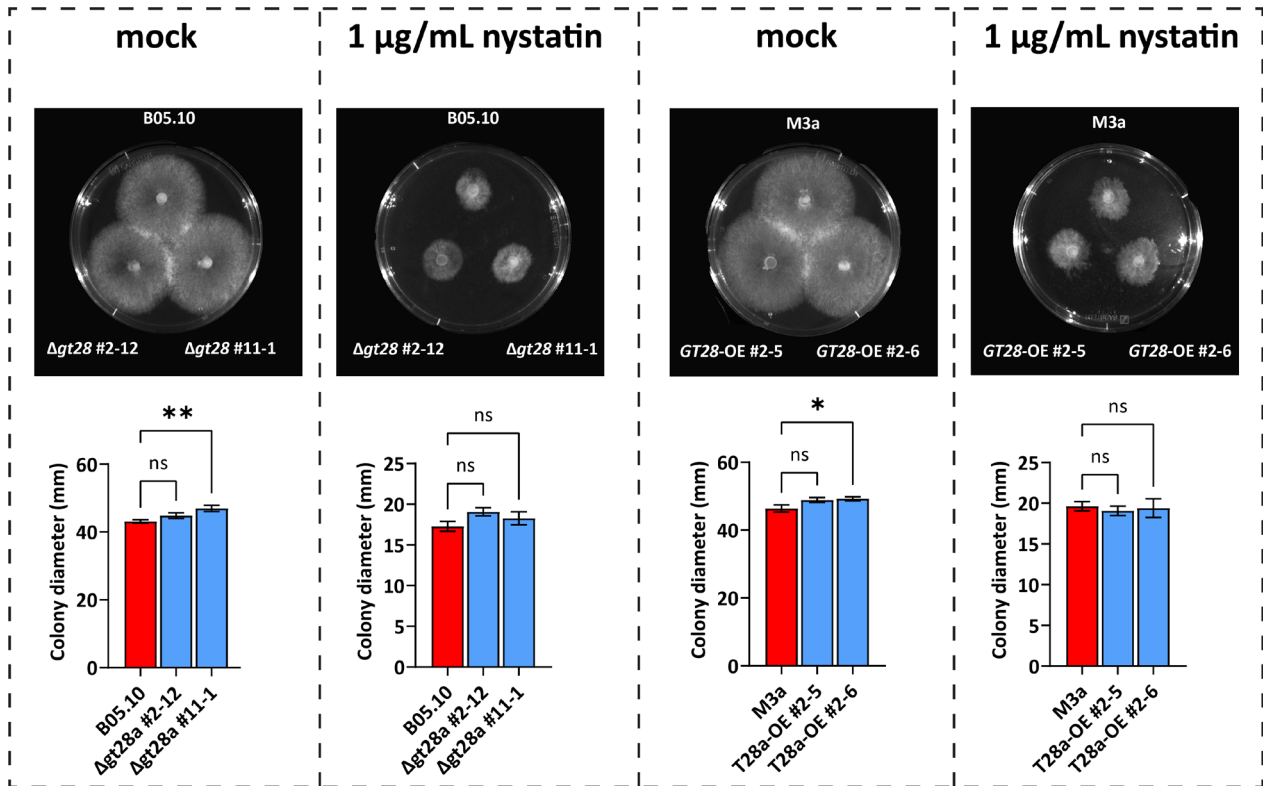 mock
1 µg/mL nystatin
mock
1 µg/mL nystatin
B05.10
Δgt28 #2-12
Δgt28 #11-1
B05.10
Δgt28 #2-12
Δgt28 #11-1
M3a
GT28-OE #2-5
GT28-OE #2-6
M3a
GT28-OE #2-5
GT28-OE #2-6
Colony diameter (mm)
60
40
20
0
**
ns
B05.10
Δgt28a #2-12
Δgt28a #11-1
Colony diameter (mm)
25
20
15
10
5
0
ns
ns
B05.10
Δgt28a #2-12
Δgt28a #11-1
Colony diameter (mm)
60
40
20
0
*
ns
M3a
T28a-OE #2-5
T28a-OE #2-6
Colony diameter (mm)
25
20
15
10
5
0
ns
ns
M3a
T28a-OE #2-5
T28a-OE #2-6